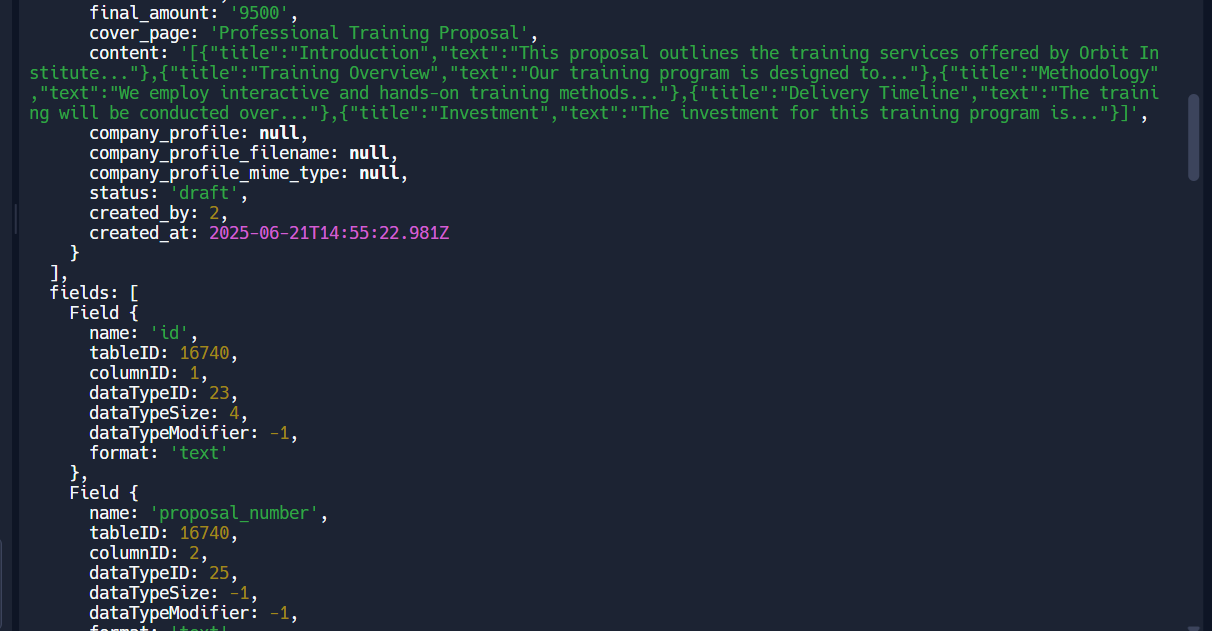 final_amount: '9500',
cover_page: 'Professional Training Proposal',
content: '[{"title":"Introduction","text":"This proposal outlines the training services offered by Orbit In
stitute..."},{"title":"Training Overview","text":"Our training program is designed to..."},{"title":"Methodology"
,"text":"We employ interactive and hands-on training methods..."},{"title":"Delivery Timeline","text":"The traini
ng will be conducted over..."},{"title":"Investment","text":"The investment for this training program is..."}]',
company_profile: null,
company_profile_filename: null,
company_profile_mime_type: null,
status: 'draft',
created_by: 2,
created_at: 2025-06-21T14:55:22.981Z
}
],
fields: [
Field {
name: 'id',
tableID: 16740,
columnID: 1,
dataTypeID: 23,
dataTypeSize: 4,
dataTypeModifier: -1,
format: 'text'
},
Field {
name: 'proposal_number',
tableID: 16740,
columnID: 2,
dataTypeID: 25,
dataTypeSize: -1,
dataTypeModifier: -1,
format: 'text'